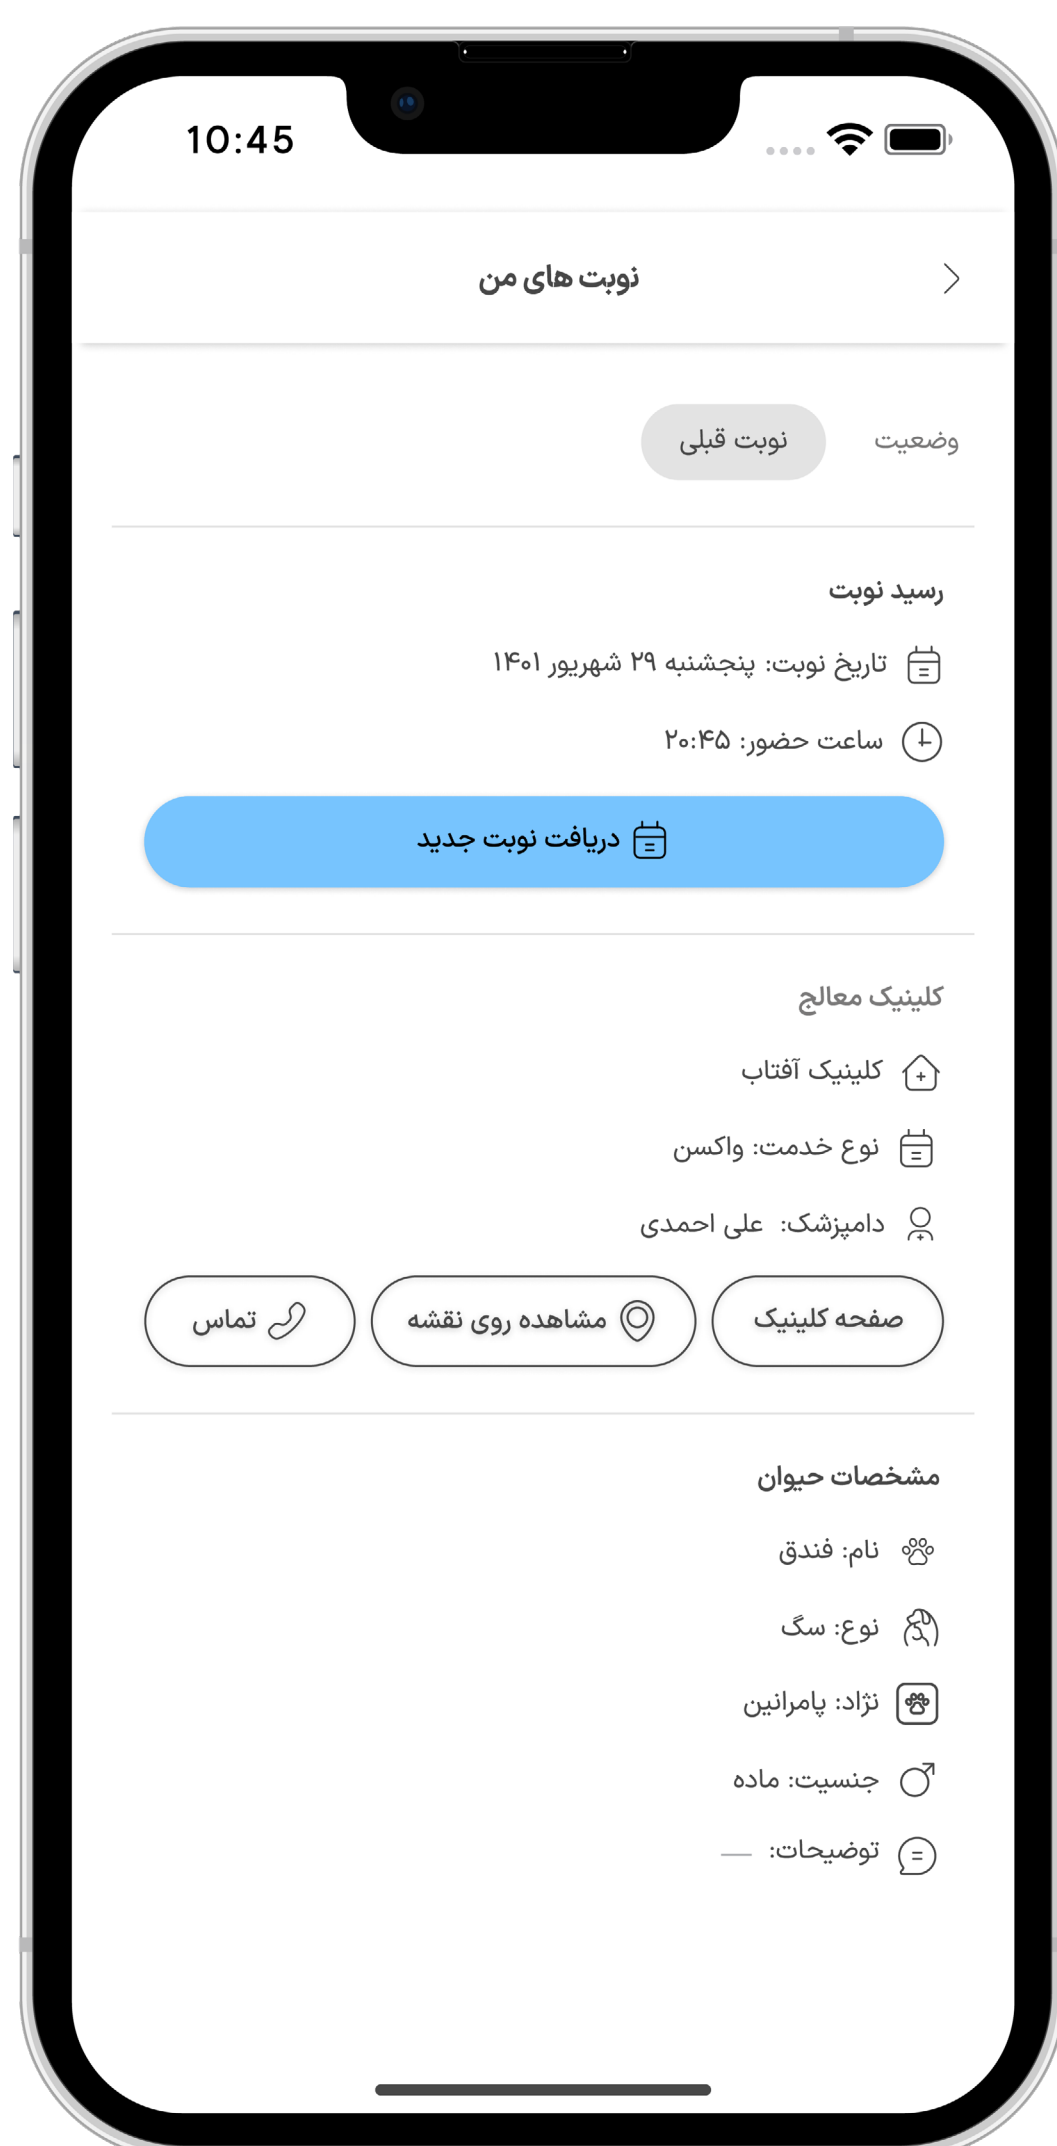 10:45
نوبت های من
وضعیت نوبت قبلی
رسید نوبت
تاریخ نوبت: پنجشنبه ۲۹ شهریور ۱۴۰۱
ساعت حضور: ۲۰:۴۵
دریافت نوبت جدید
کلینیک معالج
کلینیک آفتاب
نوع خدمت: واکسن
دامپزشک: علی احمدی
صفحه کلینیک مشاهده روی نقشه تماس
مشخصات حیوان
نام: فندق
نوع: سگ
نژاد: پامرانین
جنسیت: ماده
توضیحات: —